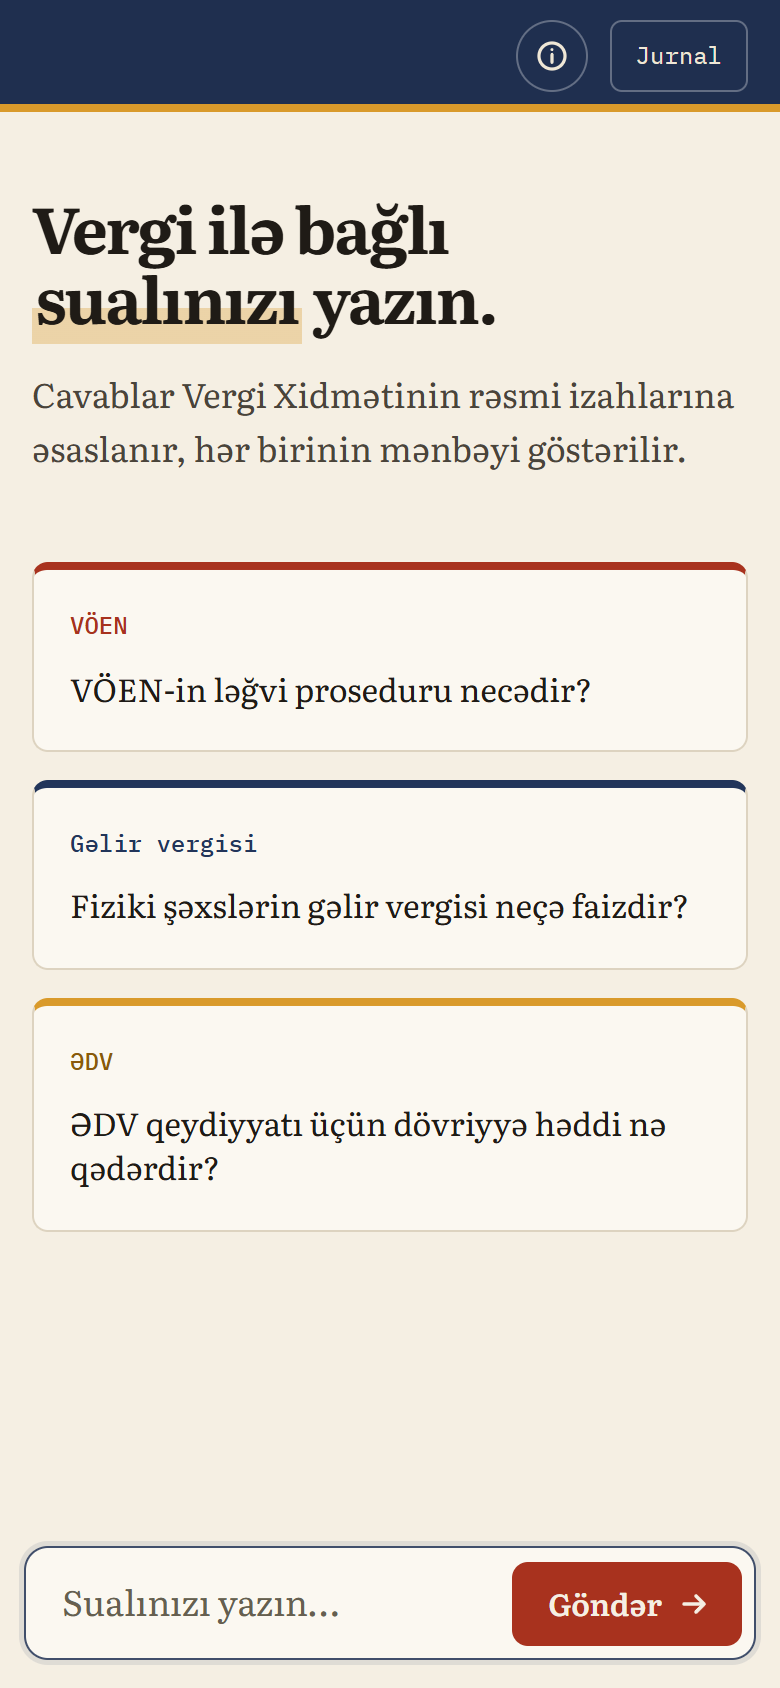 Jurnal
Vergi ilə bağlı
sualınızı yazın.
Cavablar Vergi Xidmətinin rəsmi izahlarına
əsaslanır, hər birinin mənbəyi göstərilir.
VÖEN
VÖEN-in ləğvi proseduru necədir?
Gəlir vergisi
Fiziki şəxslərin gəlir vergisi neçə faizdir?
ƏDV
ƏDV qeydiyyatı üçün dövriyyə həddi nə
qədərdir?
Sualınızı yazın...
Göndər →